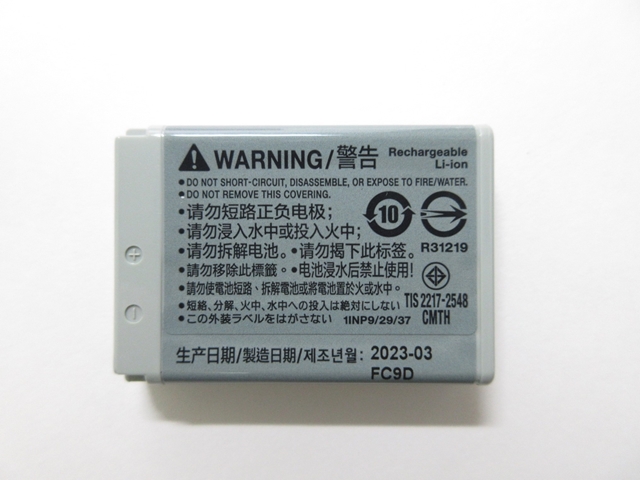 WARNING/警告 Rechargeable Li-ion
•DO NOT SHORT-CIRCUIT, DISASSEMBLE, OR EXPOSE TO FIRE/WATER.
•DO NOT REMOVE THIS COVERING.
•请勿短路正负电极；
•请勿浸入水中或投入火中；
•请勿拆解电池。•请勿揭下此标签。
•請勿移除此標籤。•电池浸水后禁止使用！
•請勿使電池短路、拆解電池或將電池置於火或水中。
•短絡、分解、火中、水中への投入は絶対にしない
•この外装ラベルをはがさない 1INP9/29/37
10
R31219
TIS 2217-2548
CMTH
+
−
生产日期/製造日期/제조년월: 2023-03
FC9D